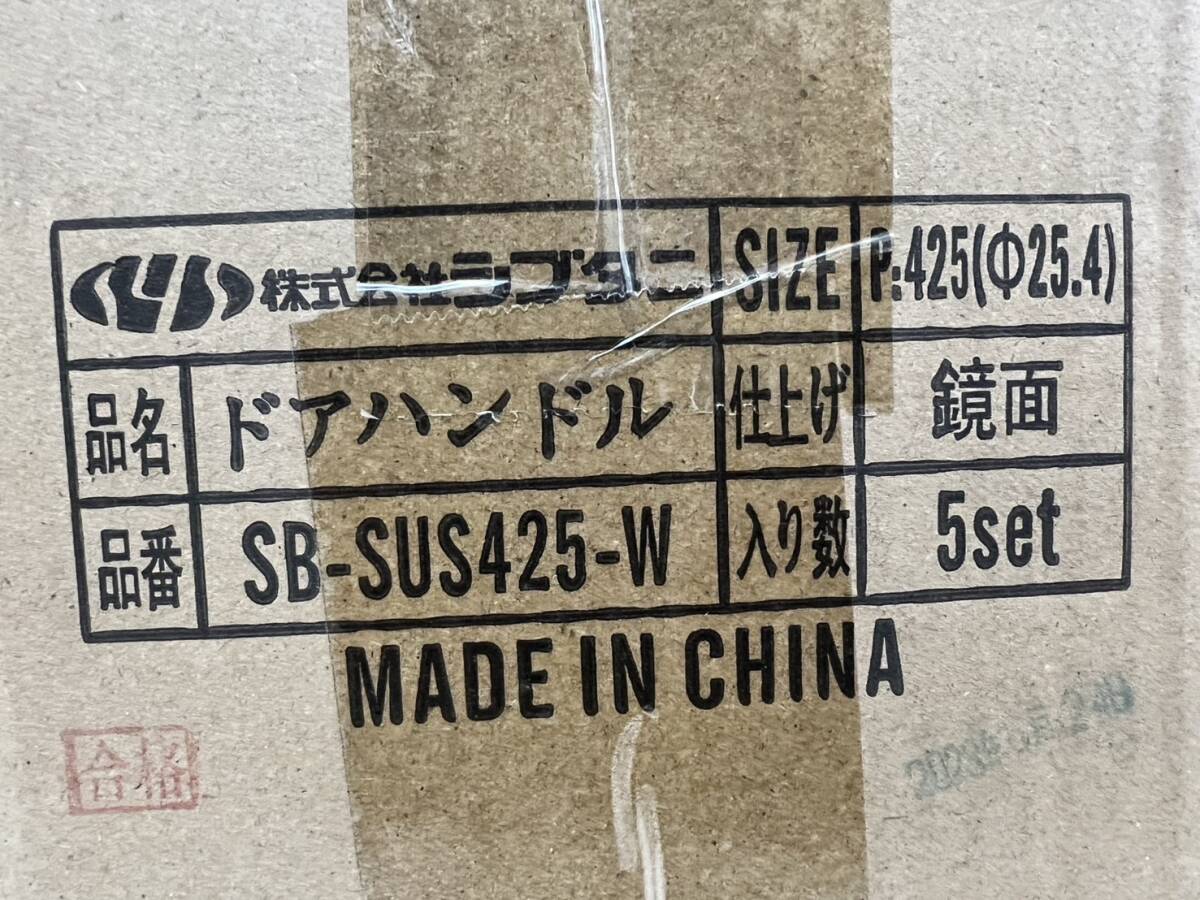 株式会社シブタニ SIZE P:425(Φ25.4)
品名 ドアハンドル 仕上げ 鏡面
品番 SB-SUS425-W 入り数 5set
MADE IN CHINA
合格